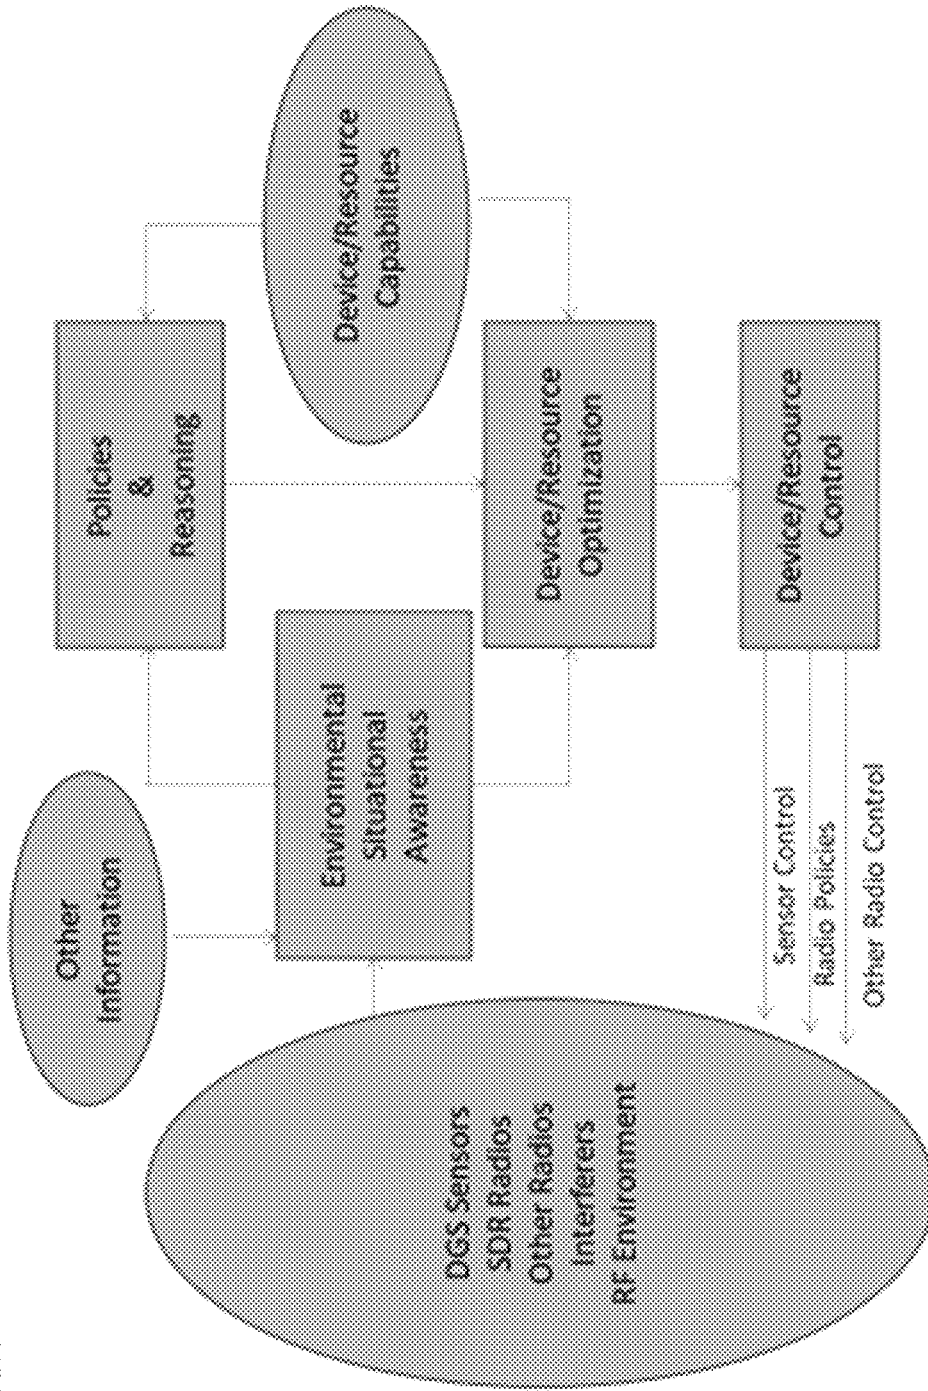 Other
Information
Policies
&
Reasoning
Environmental
Situational
Awareness
Device/Resource
Capabilities
DGS Sensors
SDR Radios
Other Radios
Interferers
RF Environment
Device/Resource
Optimization
Sensor Control
Radio Policies
Other Radio Control
Device/Resource
Control